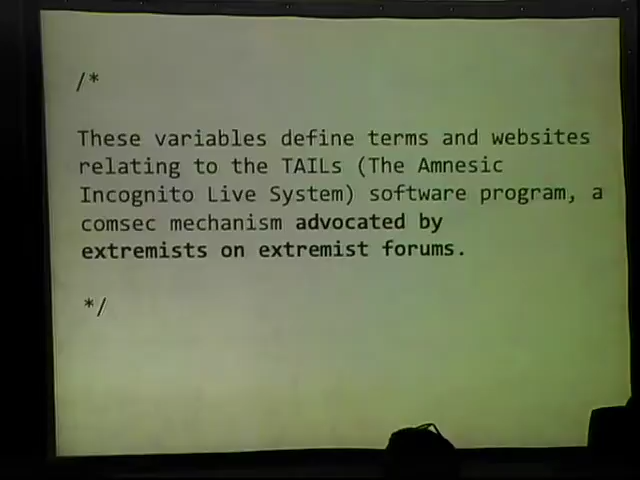 /*
These variables define terms and websites
relating to the TAILs (The Amnesic
Incognito Live System) software program, a
comsec mechanism advocated by
extremists on extremist forums.
*/